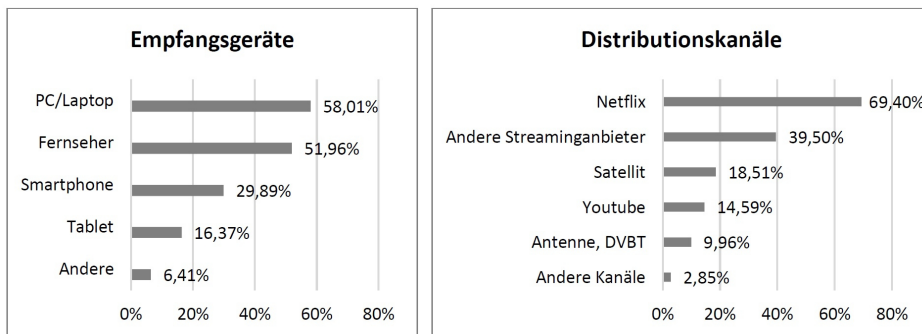 Empfangsgeräte
PC/Laptop 58,01%
Fernseher 51,96%
Smartphone 29,89%
Tablet 16,37%
Andere 6,41%
0% 20% 40% 60% 80%
Distributionskanäle
Netflix 69,40%
Andere Streaminganbieter 39,50%
Satellit 18,51%
Youtube 14,59%
Antenne, DVBT 9,96%
Andere Kanäle 2,85%
0% 20% 40% 60% 80%